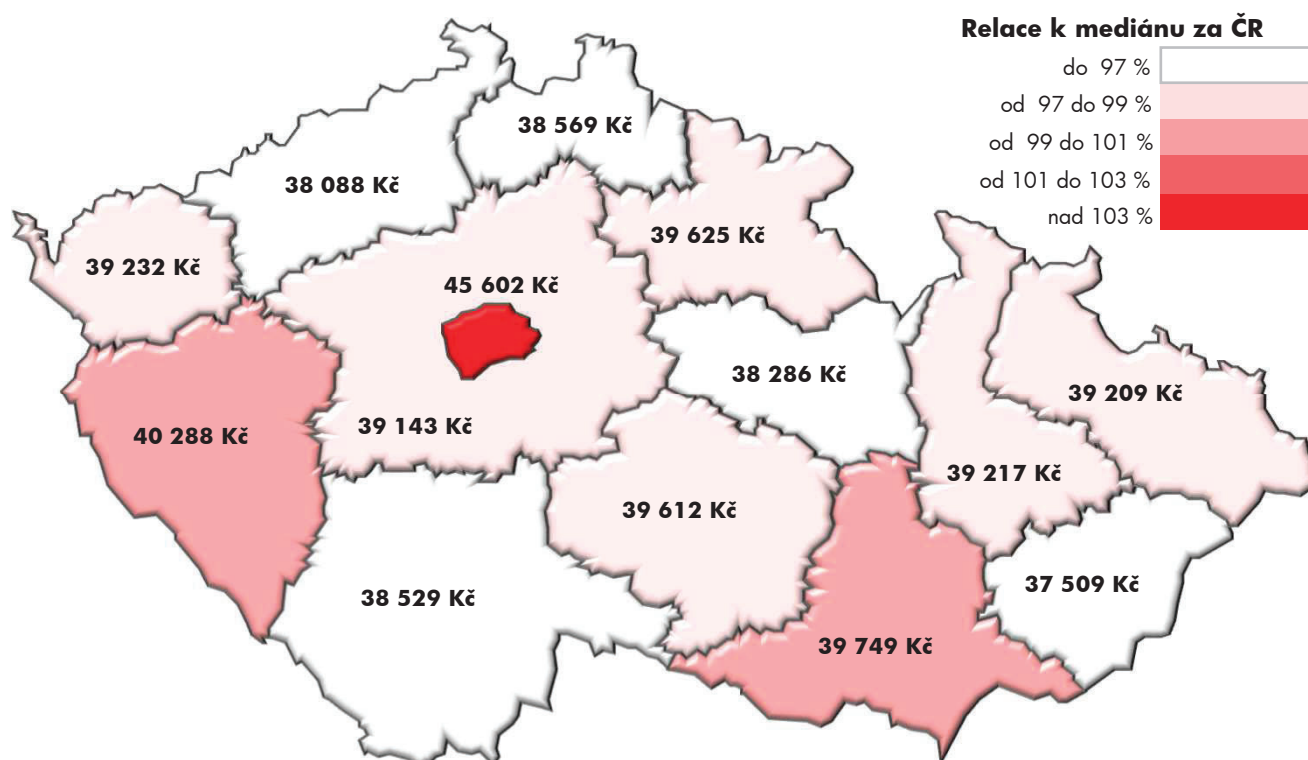 Relace k mediánu za ČR
do 97 %
od 97 do 99 %
od 99 do 101 %
od 101 do 103 %
nad 103 %
38 569 Kč
38 088 Kč
39 625 Kč
39 232 Kč
45 602 Kč
38 286 Kč
39 209 Kč
39 143 Kč
40 288 Kč
39 217 Kč
39 612 Kč
37 509 Kč
38 529 Kč
39 749 Kč